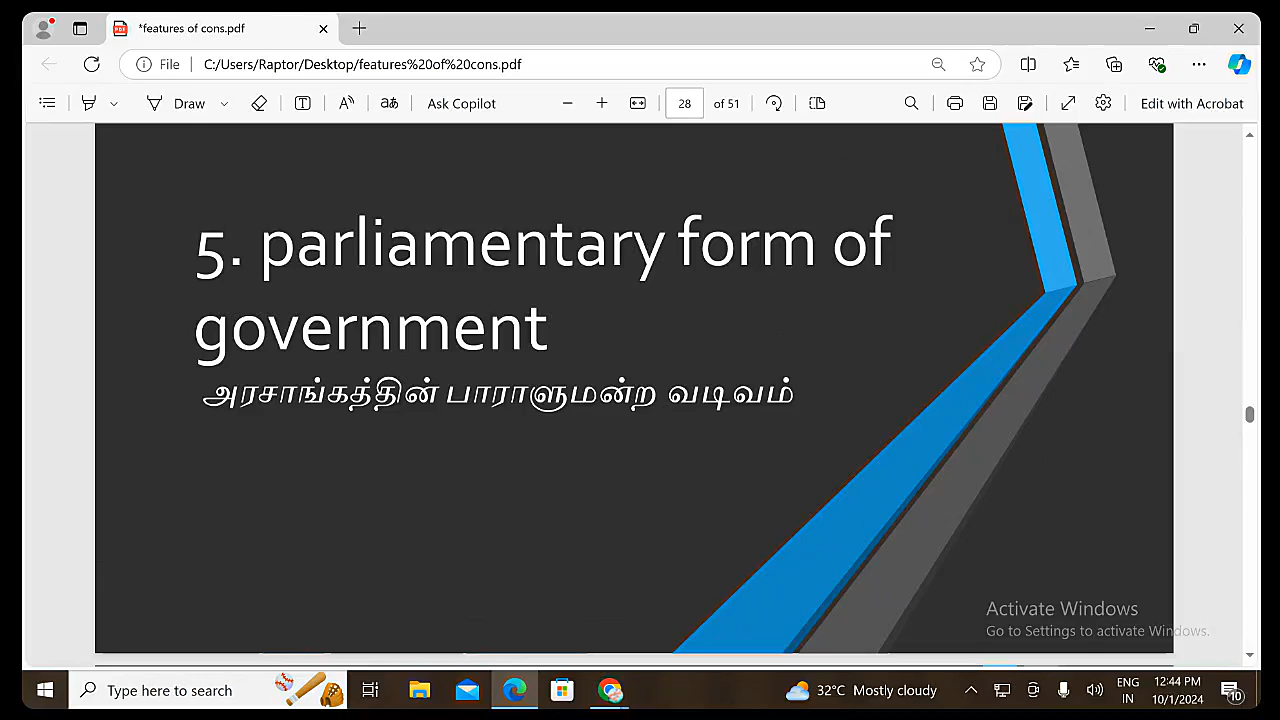 *features of cons.pdf
File
C:/Users/Raptor/Desktop/features%20of%20cons.pdf
Draw
Ask Copilot
28
of 51
Edit with Acrobat
5. parliamentary form of
government
அரசாங்கத்தின் பாராளுமன்ற வடிவம்
Activate Windows
Go to Settings to activate Windows.
Type here to search
32°C Mostly cloudy
ENG
IN
12:44 PM
10/1/2024
10